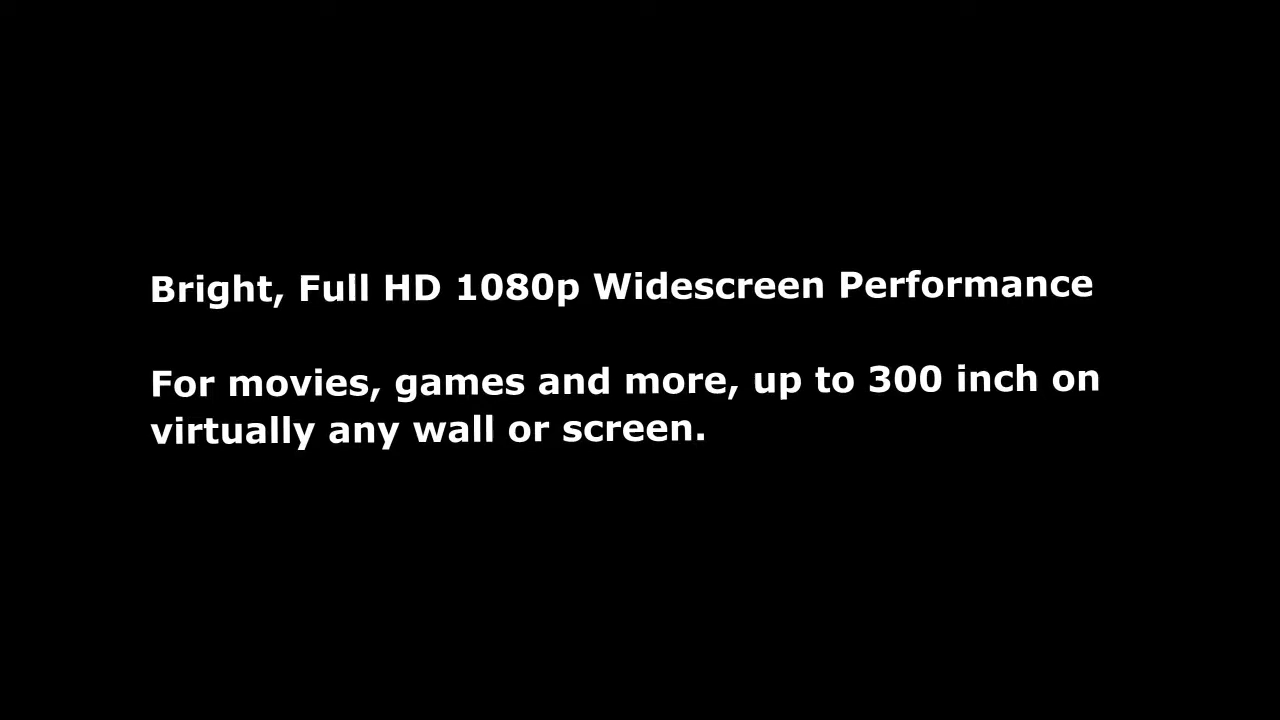 Bright, Full HD 1080p Widescreen Performance
For movies, games and more, up to 300 inch on
virtually any wall or screen.